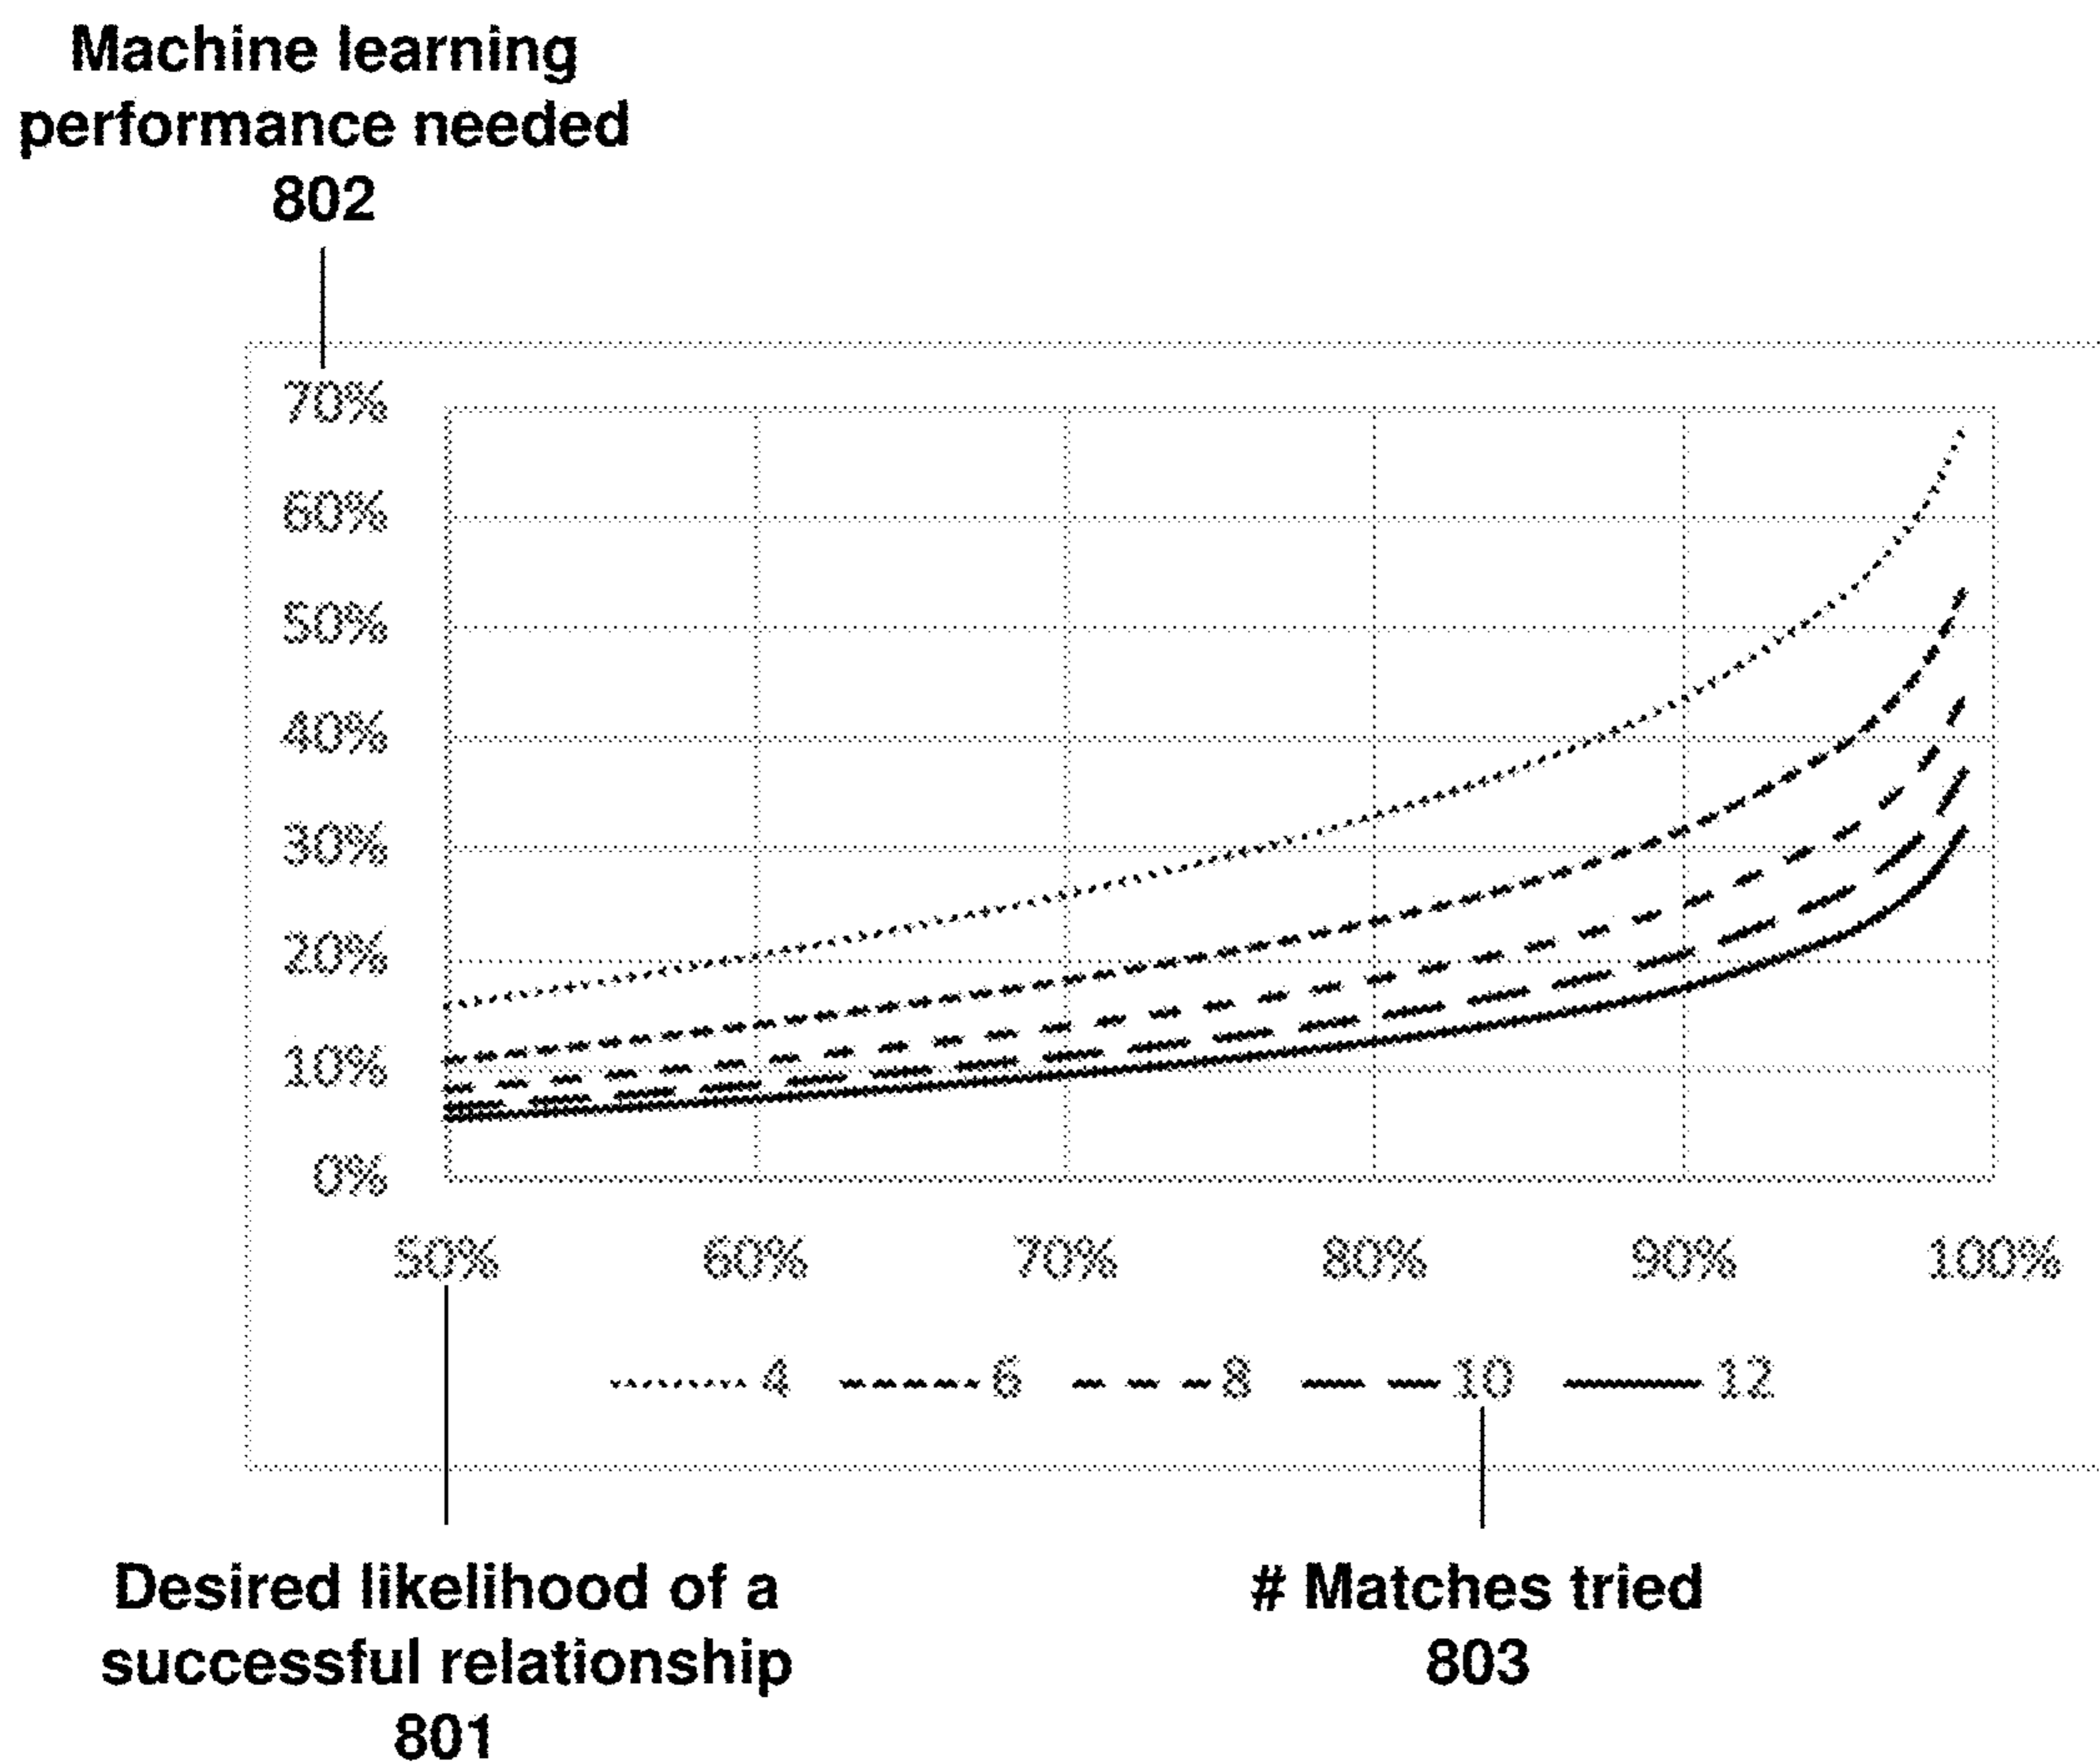 Machine learning
performance needed
802
70%
60%
50%
40%
30%
20%
10%
0%
50% 60% 70% 80% 90% 100%
4 6 8 10 12
Desired likelihood of a
successful relationship
801
# Matches tried
803